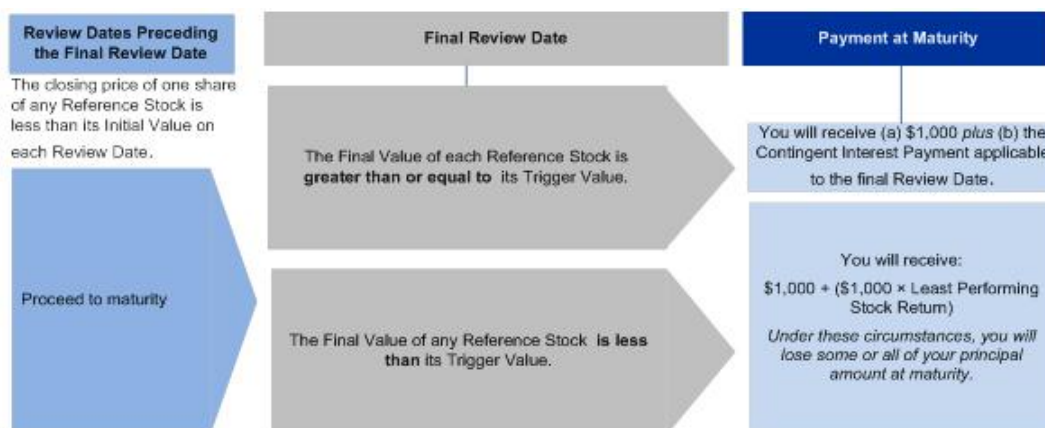 Review Dates Preceding
the Final Review Date
The closing price of one share
of any Reference Stock is
less than its Initial Value on
each Review Date.
Proceed to maturity
Final Review Date
The Final Value of each Reference Stock is
greater than or equal to its Trigger Value.
The Final Value of any Reference Stock is less
than its Trigger Value.
Payment at Maturity
You will receive (a) $1,000 plus (b) the
Contingent Interest Payment applicable
to the final Review Date.
You will receive:
$1,000 + ($1,000 × Least Performing
Stock Return)
Under these circumstances, you will
lose some or all of your principal
amount at maturity.